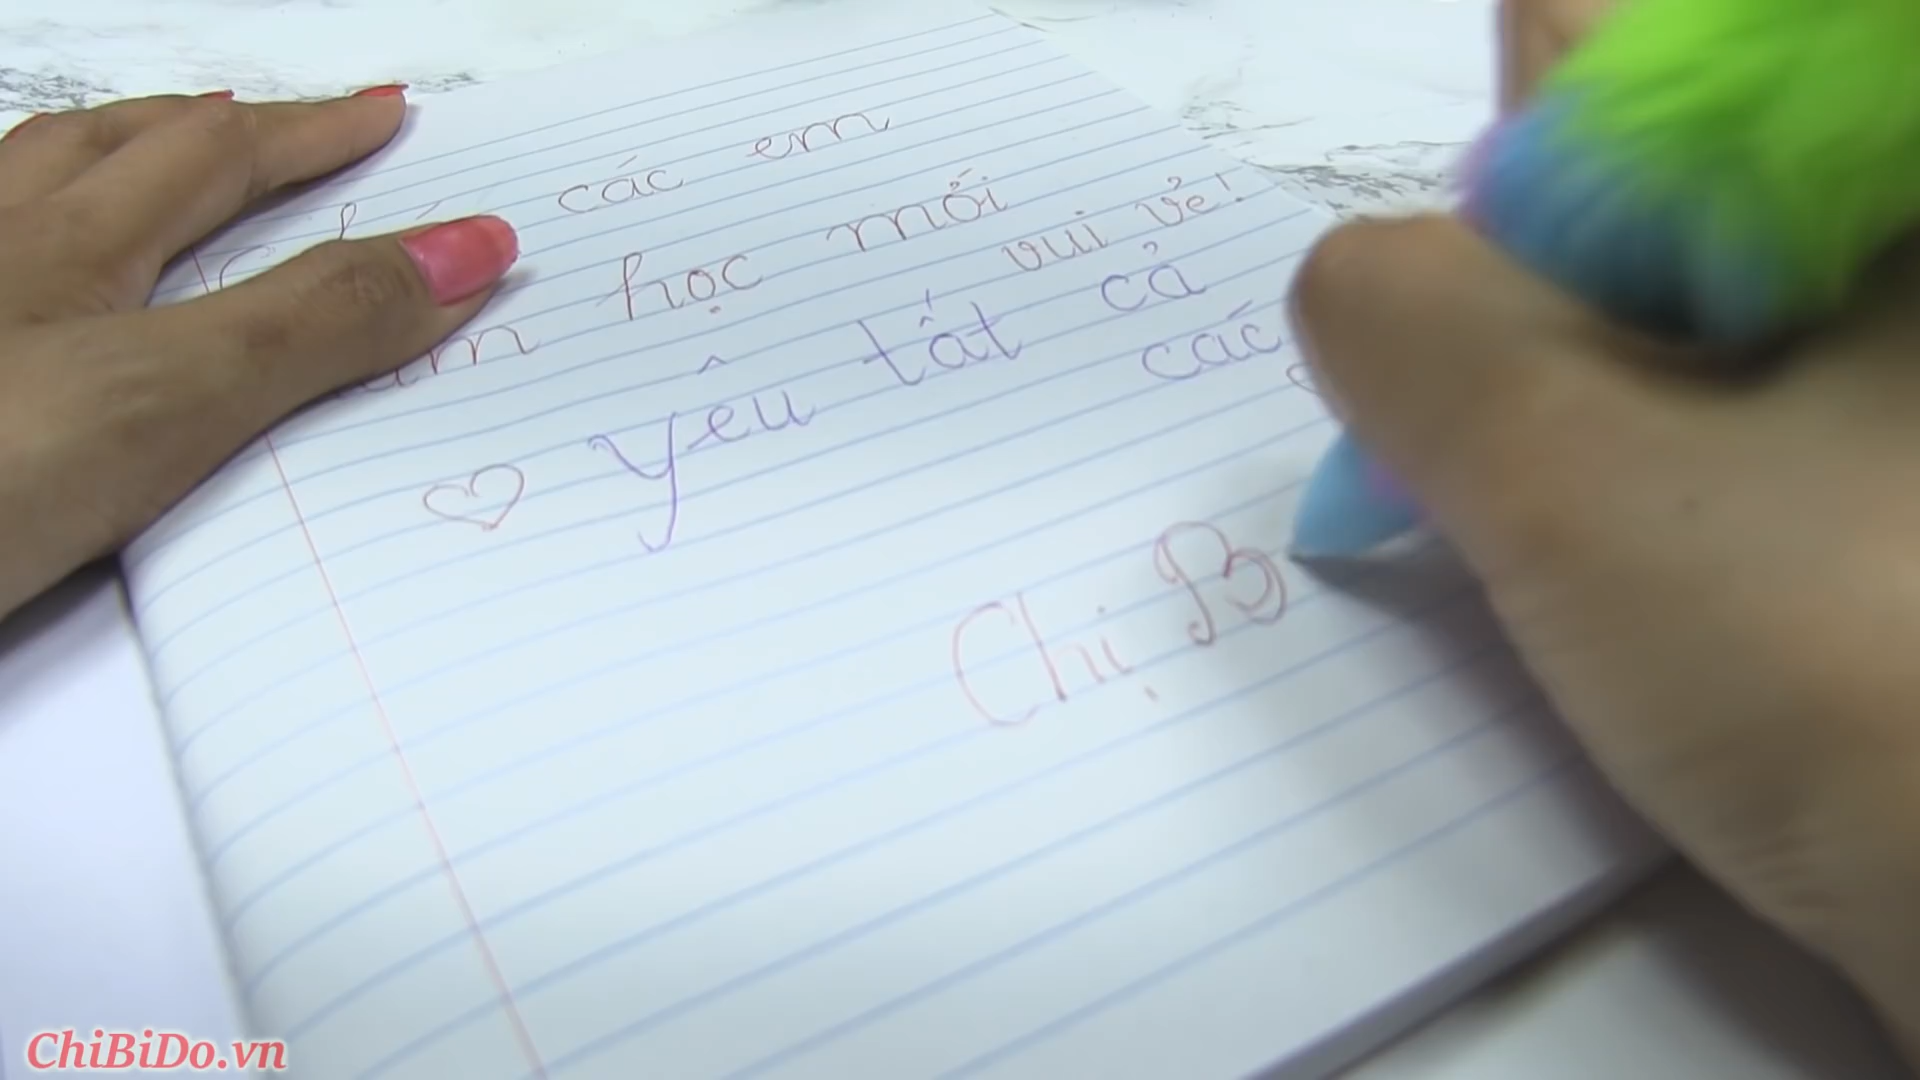 các em
học mới vui vẻ!
♡ yêu tất cả các
Chị B
ChiBiDo.vn